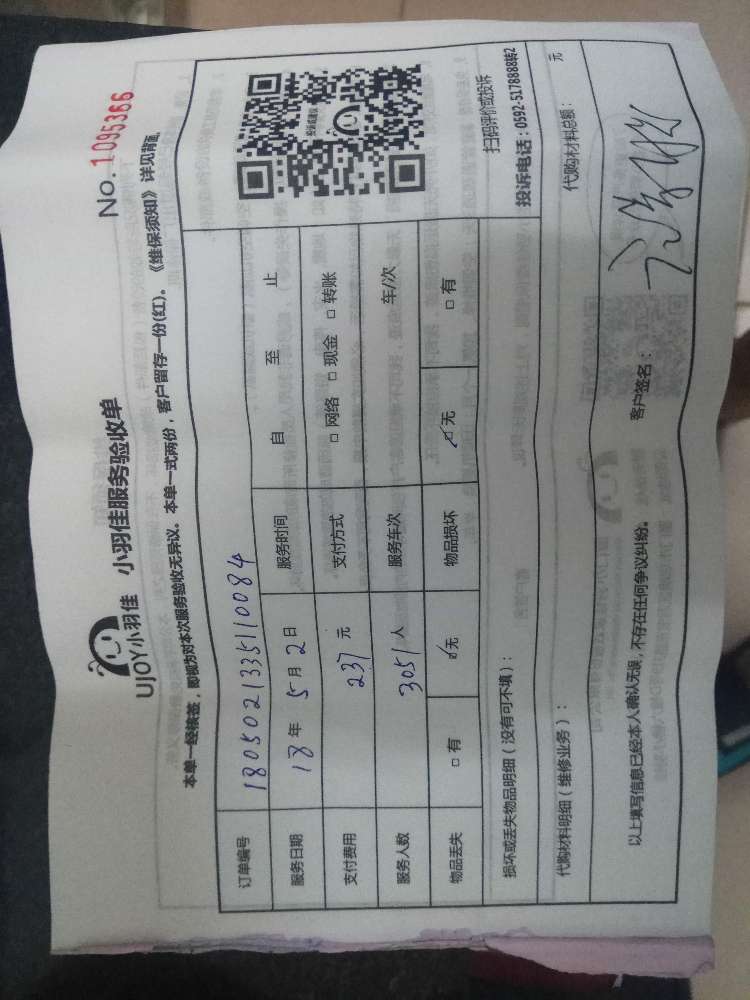 No. 1095366
UJOY小羽佳 小羽佳服务验收单
本单一经核签，即视为对本次服务验收无异议。本单一式两份，客户留存一份(红)。《维保须知》详见背面。
订单编号 1805021335110084
服务日期 18年 5月2日 服务时间 自 至 止
支付费用 237 元 支付方式 □ 网络 □ 现金 □ 转账
服务人数 3051 人 服务车次 车/次
物品丢失 □ 有 ☑无 物品损坏 ☑无 □ 有
投诉或建议
扫码评价或投诉
投诉电话：0592-5178888转2
损坏或丢失物品明细（没有可不填）：
代购材料明细（维修业务）： 代购材料总额： 元
以上填写信息已经本人确认无误，不存在任何争议纠纷。 客户签名：